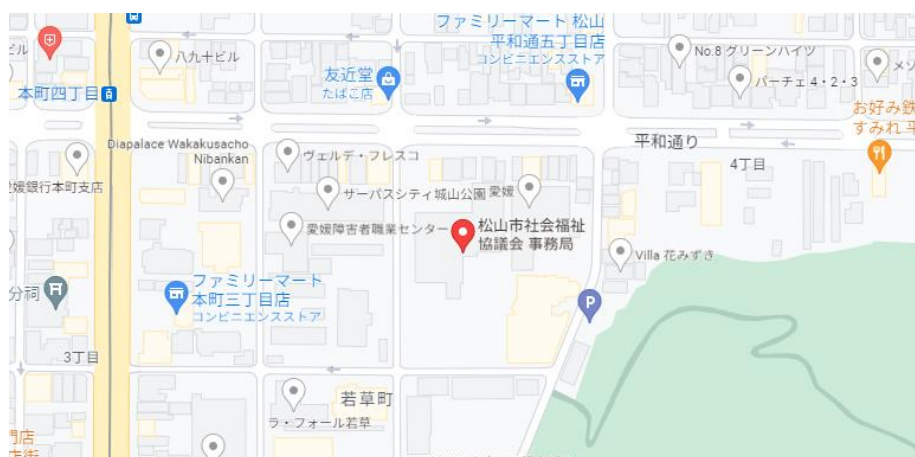 ファミリーマート 松山
平和通五丁目店
コンビニエンスストア
八九十ビル
No.8 グリーンハイツ
友近堂
たばこ店
パーチェ 4・2・3
本町四丁目
お好み鉄
すみれ 平
平和通り
Diapalace Wakakusacho
Nibankan
ヴェルデ・フレスコ
4丁目
愛媛銀行本町支店
サーパスシティ城山公園
愛媛
愛媛障害者職業センター
松山市社会福祉
協議会 事務局
Villa 花みずき
ファミリーマート
本町三丁目店
コンビニエンスストア
分祠
P
3丁目
若草町
ラ・フォール若草
門店
店街